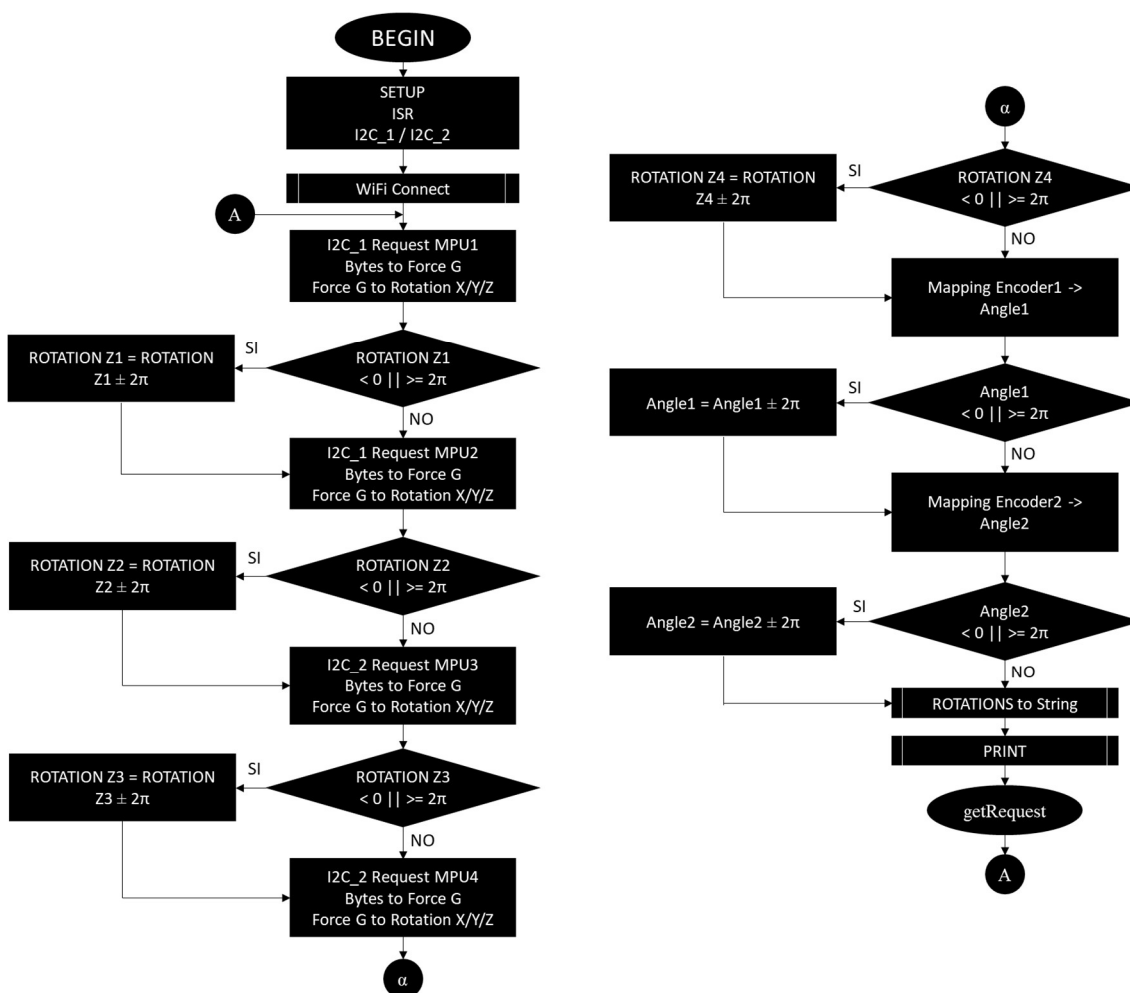 BEGIN
SETUP
ISR
I2C_1 / I2C_2
WiFi Connect
A
I2C_1 Request MPU1
Bytes to Force G
Force G to Rotation X/Y/Z
ROTATION Z1
< 0 || >= 2π
SI
ROTATION Z1 = ROTATION
Z1 ± 2π
NO
I2C_1 Request MPU2
Bytes to Force G
Force G to Rotation X/Y/Z
ROTATION Z2
< 0 || >= 2π
SI
ROTATION Z2 = ROTATION
Z2 ± 2π
NO
I2C_2 Request MPU3
Bytes to Force G
Force G to Rotation X/Y/Z
ROTATION Z3
< 0 || >= 2π
SI
ROTATION Z3 = ROTATION
Z3 ± 2π
NO
I2C_2 Request MPU4
Bytes to Force G
Force G to Rotation X/Y/Z
α
α
ROTATION Z4
< 0 || >= 2π
SI
ROTATION Z4 = ROTATION
Z4 ± 2π
NO
Mapping Encoder1 ->
Angle1
Angle1
< 0 || >= 2π
SI
Angle1 = Angle1 ± 2π
NO
Mapping Encoder2 ->
Angle2
Angle2
< 0 || >= 2π
SI
Angle2 = Angle2 ± 2π
NO
ROTATIONS to String
PRINT
getRequest
A